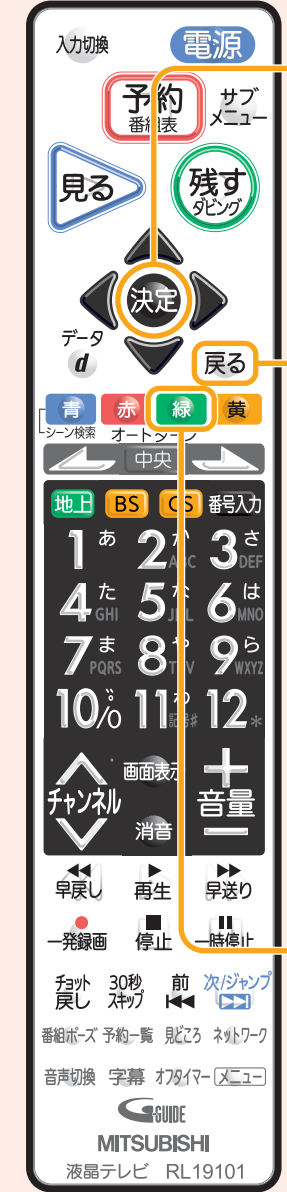 入力切換
電源
予約
番組表
サブ
メニュー
見る
残す
ダビング
決定
データ
d
戻る
青
赤
緑
黄
シーン検索
オートターン
中央
地上
BS
CS
番号入力
1 あ
2 か ABC
3 さ DEF
4 た GHI
5 な JKL
6 は MNO
7 ま PQRS
8 や TUV
9 ら WXYZ
10/0
11 わ 記号#
12 *
チャンネル
画面表示
消音
＋
音量
－
早戻し
再生
早送り
一発録画
停止
一時停止
チョット
戻し
30秒
スキップ
前
次/ジャンプ
番組ポーズ 予約一覧 見どころ ネットワーク
音声切換 字幕 オフタイマー メニュー
G-GUIDE
MITSUBISHI
液晶テレビ RL19101